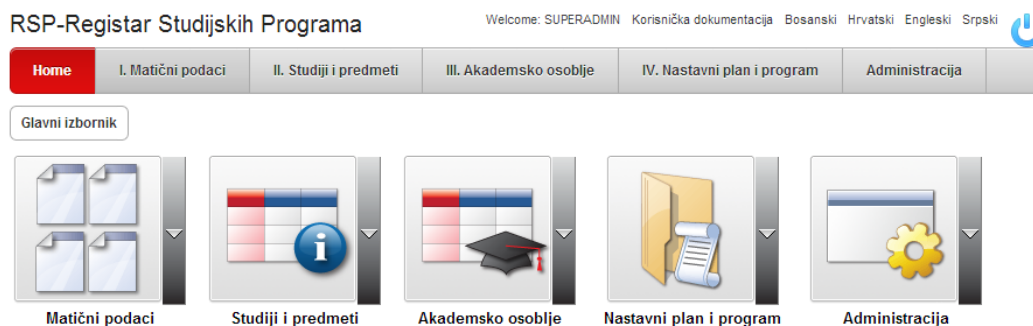 RSP-Registar Studijskih Programa
Welcome: SUPERADMIN Korisnička dokumentacija Bosanski Hrvatski Engleski Srpski
Home I. Matični podaci II. Studiji i predmeti III. Akademsko osoblje IV. Nastavni plan i program Administracija
Glavni izbornik
Matični podaci Studiji i predmeti Akademsko osoblje Nastavni plan i program Administracija